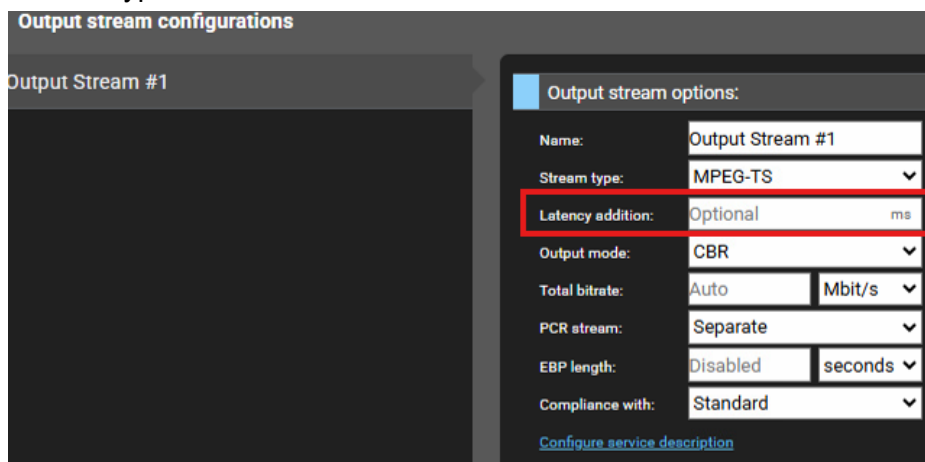 Output stream configurations
Output Stream #1
Output stream options:
Name: Output Stream #1
Stream type: MPEG-TS
Latency addition: Optional ms
Output mode: CBR
Total bitrate: Auto Mbit/s
PCR stream: Separate
EBP length: Disabled seconds
Compliance with: Standard
Configure service description